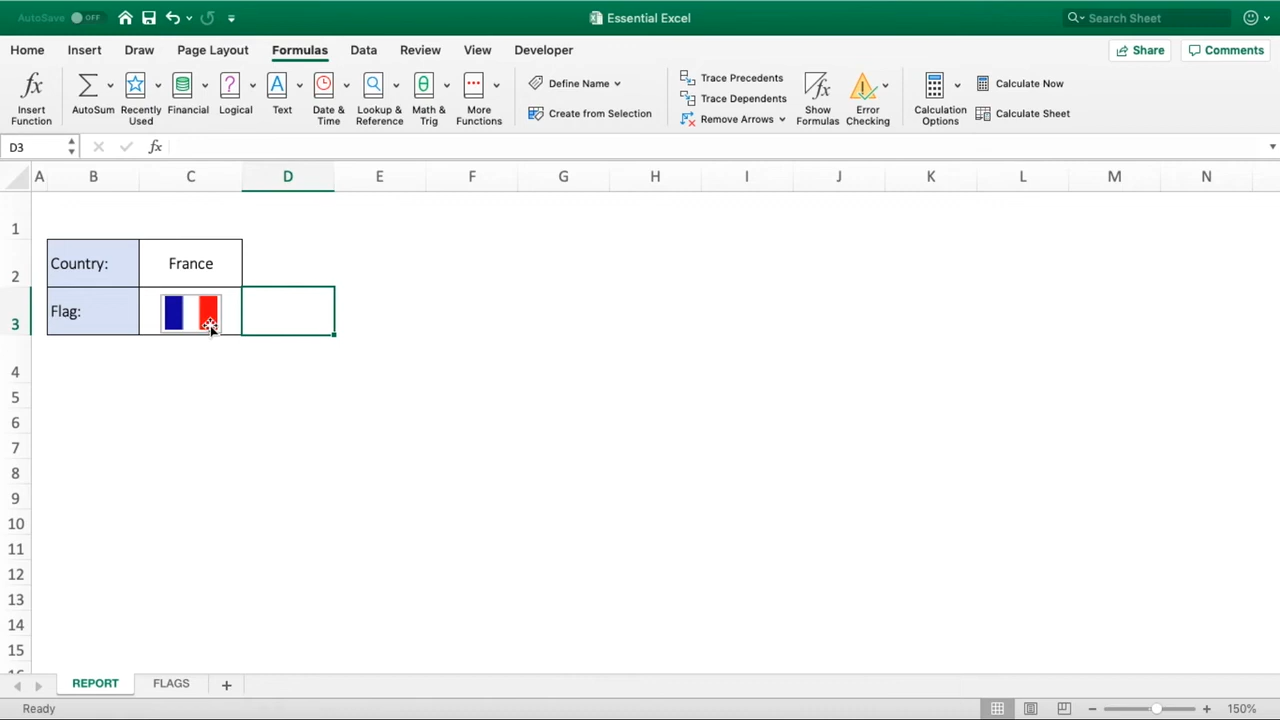 AutoSave OFF
Essential Excel
Search Sheet
Home Insert Draw Page Layout Formulas Data Review View Developer
Share Comments
Insert Function
AutoSum
Recently Used
Financial
Logical
Text
Date & Time
Lookup & Reference
Math & Trig
More Functions
Define Name
Create from Selection
Trace Precedents
Trace Dependents
Remove Arrows
Show Formulas
Error Checking
Calculation Options
Calculate Now
Calculate Sheet
D3 fx
A B C D E F G H I J K L M N
1
2 Country: France
3 Flag:
4
5
6
7
8
9
10
11
12
13
14
15
REPORT FLAGS
Ready 150%